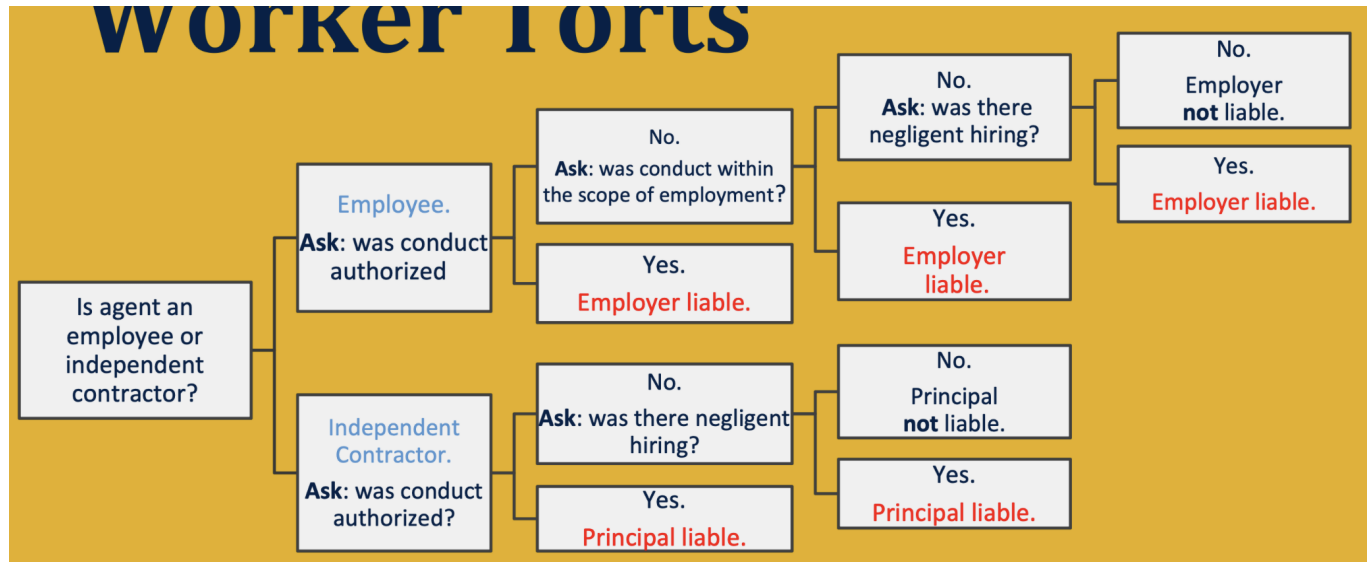 Worker Torts
Is agent an
employee or
independent
contractor?
Employee.
Ask: was conduct
authorized
No.
Ask: was conduct within
the scope of employment?
No.
Ask: was there
negligent hiring?
No.
Employer
not liable.
Yes.
Employer liable.
Yes.
Employer
liable.
Yes.
Employer liable.
Independent
Contractor.
Ask: was conduct
authorized?
No.
Ask: was there negligent
hiring?
No.
Principal
not liable.
Yes.
Principal liable.
Yes.
Principal liable.